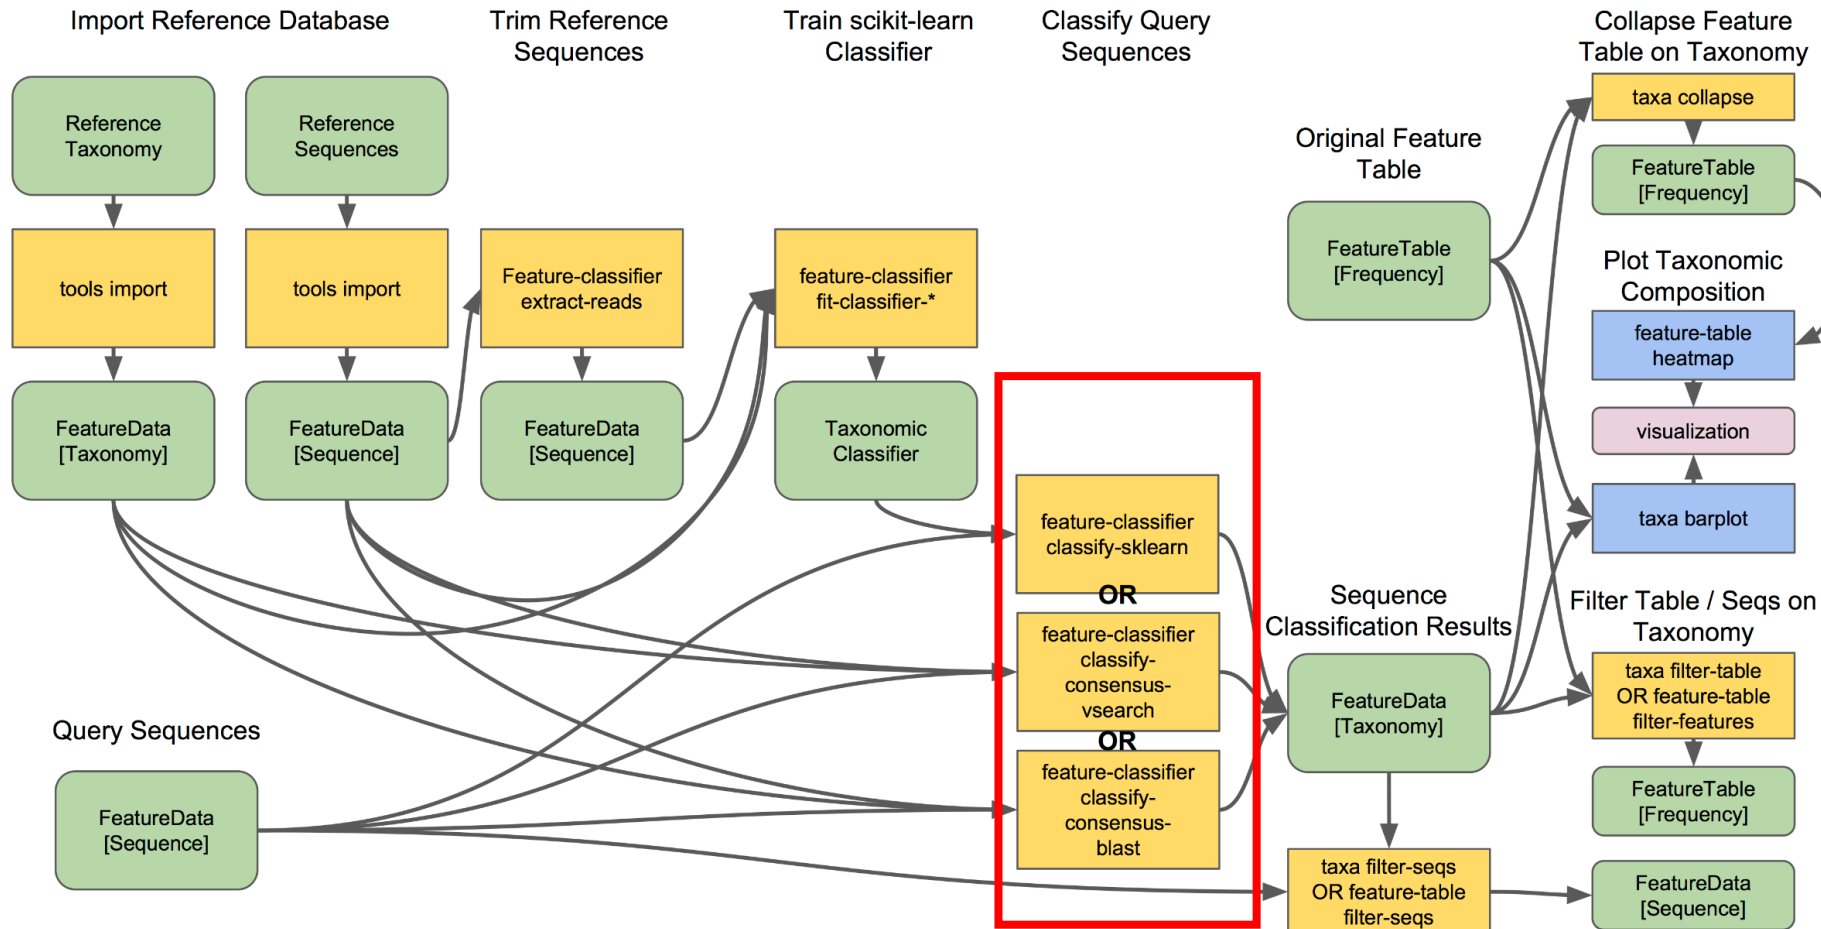 Import Reference Database
Trim Reference
Sequences
Train scikit-learn
Classifier
Classify Query
Sequences
Collapse Feature
Table on Taxonomy
Reference
Taxonomy
Reference
Sequences
taxa collapse
Original Feature
Table
FeatureTable
[Frequency]
FeatureTable
[Frequency]
tools import
tools import
Feature-classifier
extract-reads
feature-classifier
fit-classifier-*
Plot Taxonomic
Composition
feature-table
heatmap
FeatureData
[Taxonomy]
FeatureData
[Sequence]
FeatureData
[Sequence]
Taxonomic
Classifier
visualization
feature-classifier
classify-sklearn
taxa barplot
OR
feature-classifier
classify-
consensus-
vsearch
OR
feature-classifier
classify-
consensus-
blast
Sequence
Classification Results
FeatureData
[Taxonomy]
Filter Table / Seqs on
Taxonomy
taxa filter-table
OR feature-table
filter-features
FeatureTable
[Frequency]
Query Sequences
FeatureData
[Sequence]
taxa filter-seqs
OR feature-table
filter-seqs
FeatureData
[Sequence]